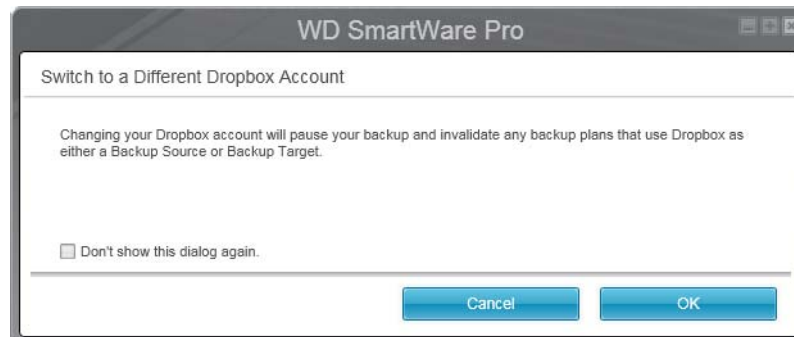 WD SmartWare Pro
Switch to a Different Dropbox Account
Changing your Dropbox account will pause your backup and invalidate any backup plans that use Dropbox as
either a Backup Source or Backup Target.
Don't show this dialog again.
Cancel OK